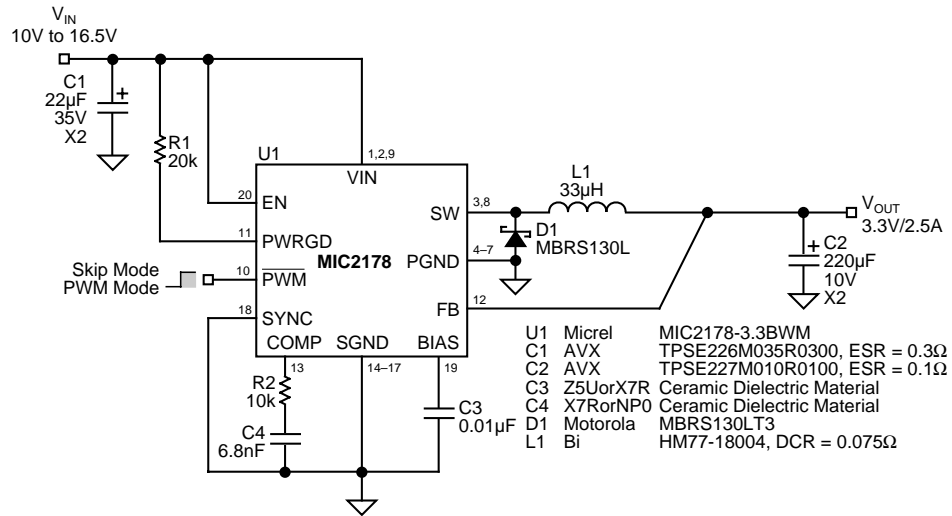 VIN
10V to 16.5V
C1
22µF
35V
X2
R1
20k
U1
1,2,9
VIN
20
EN
11
PWRGD
MIC2178
10
PWM
Skip Mode
PWM Mode
18
SYNC
COMP
SGND
BIAS
13
14–17
19
SW
3,8
PGND
4–7
FB
12
L1
33µH
D1
MBRS130L
VOUT
3.3V/2.5A
C2
220µF
10V
X2
R2
10k
C4
6.8nF
C3
0.01µF
U1 Micrel MIC2178-3.3BWM
C1 AVX TPSE226M035R0300, ESR = 0.3Ω
C2 AVX TPSE227M010R0100, ESR = 0.1Ω
C3 Z5UorX7R Ceramic Dielectric Material
C4 X7RorNP0 Ceramic Dielectric Material
D1 Motorola MBRS130LT3
L1 Bi HM77-18004, DCR = 0.075Ω